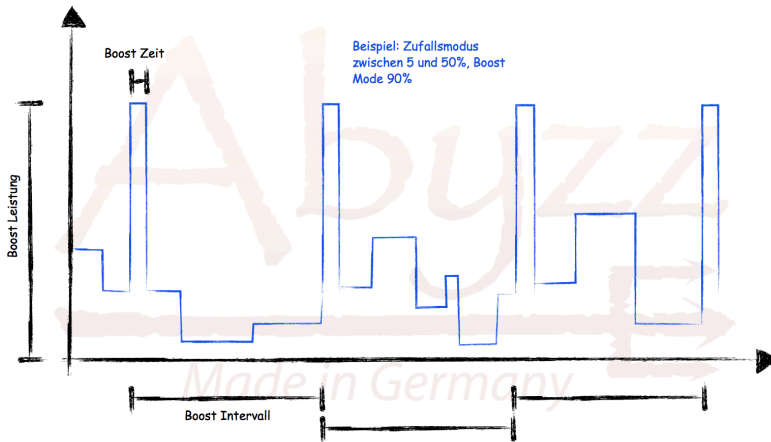 Boost Zeit
Beispiel: Zufallsmodus
zwischen 5 und 50%, Boost
Mode 90%
Boost Leistung
Abyzz
Made in Germany
Boost Intervall